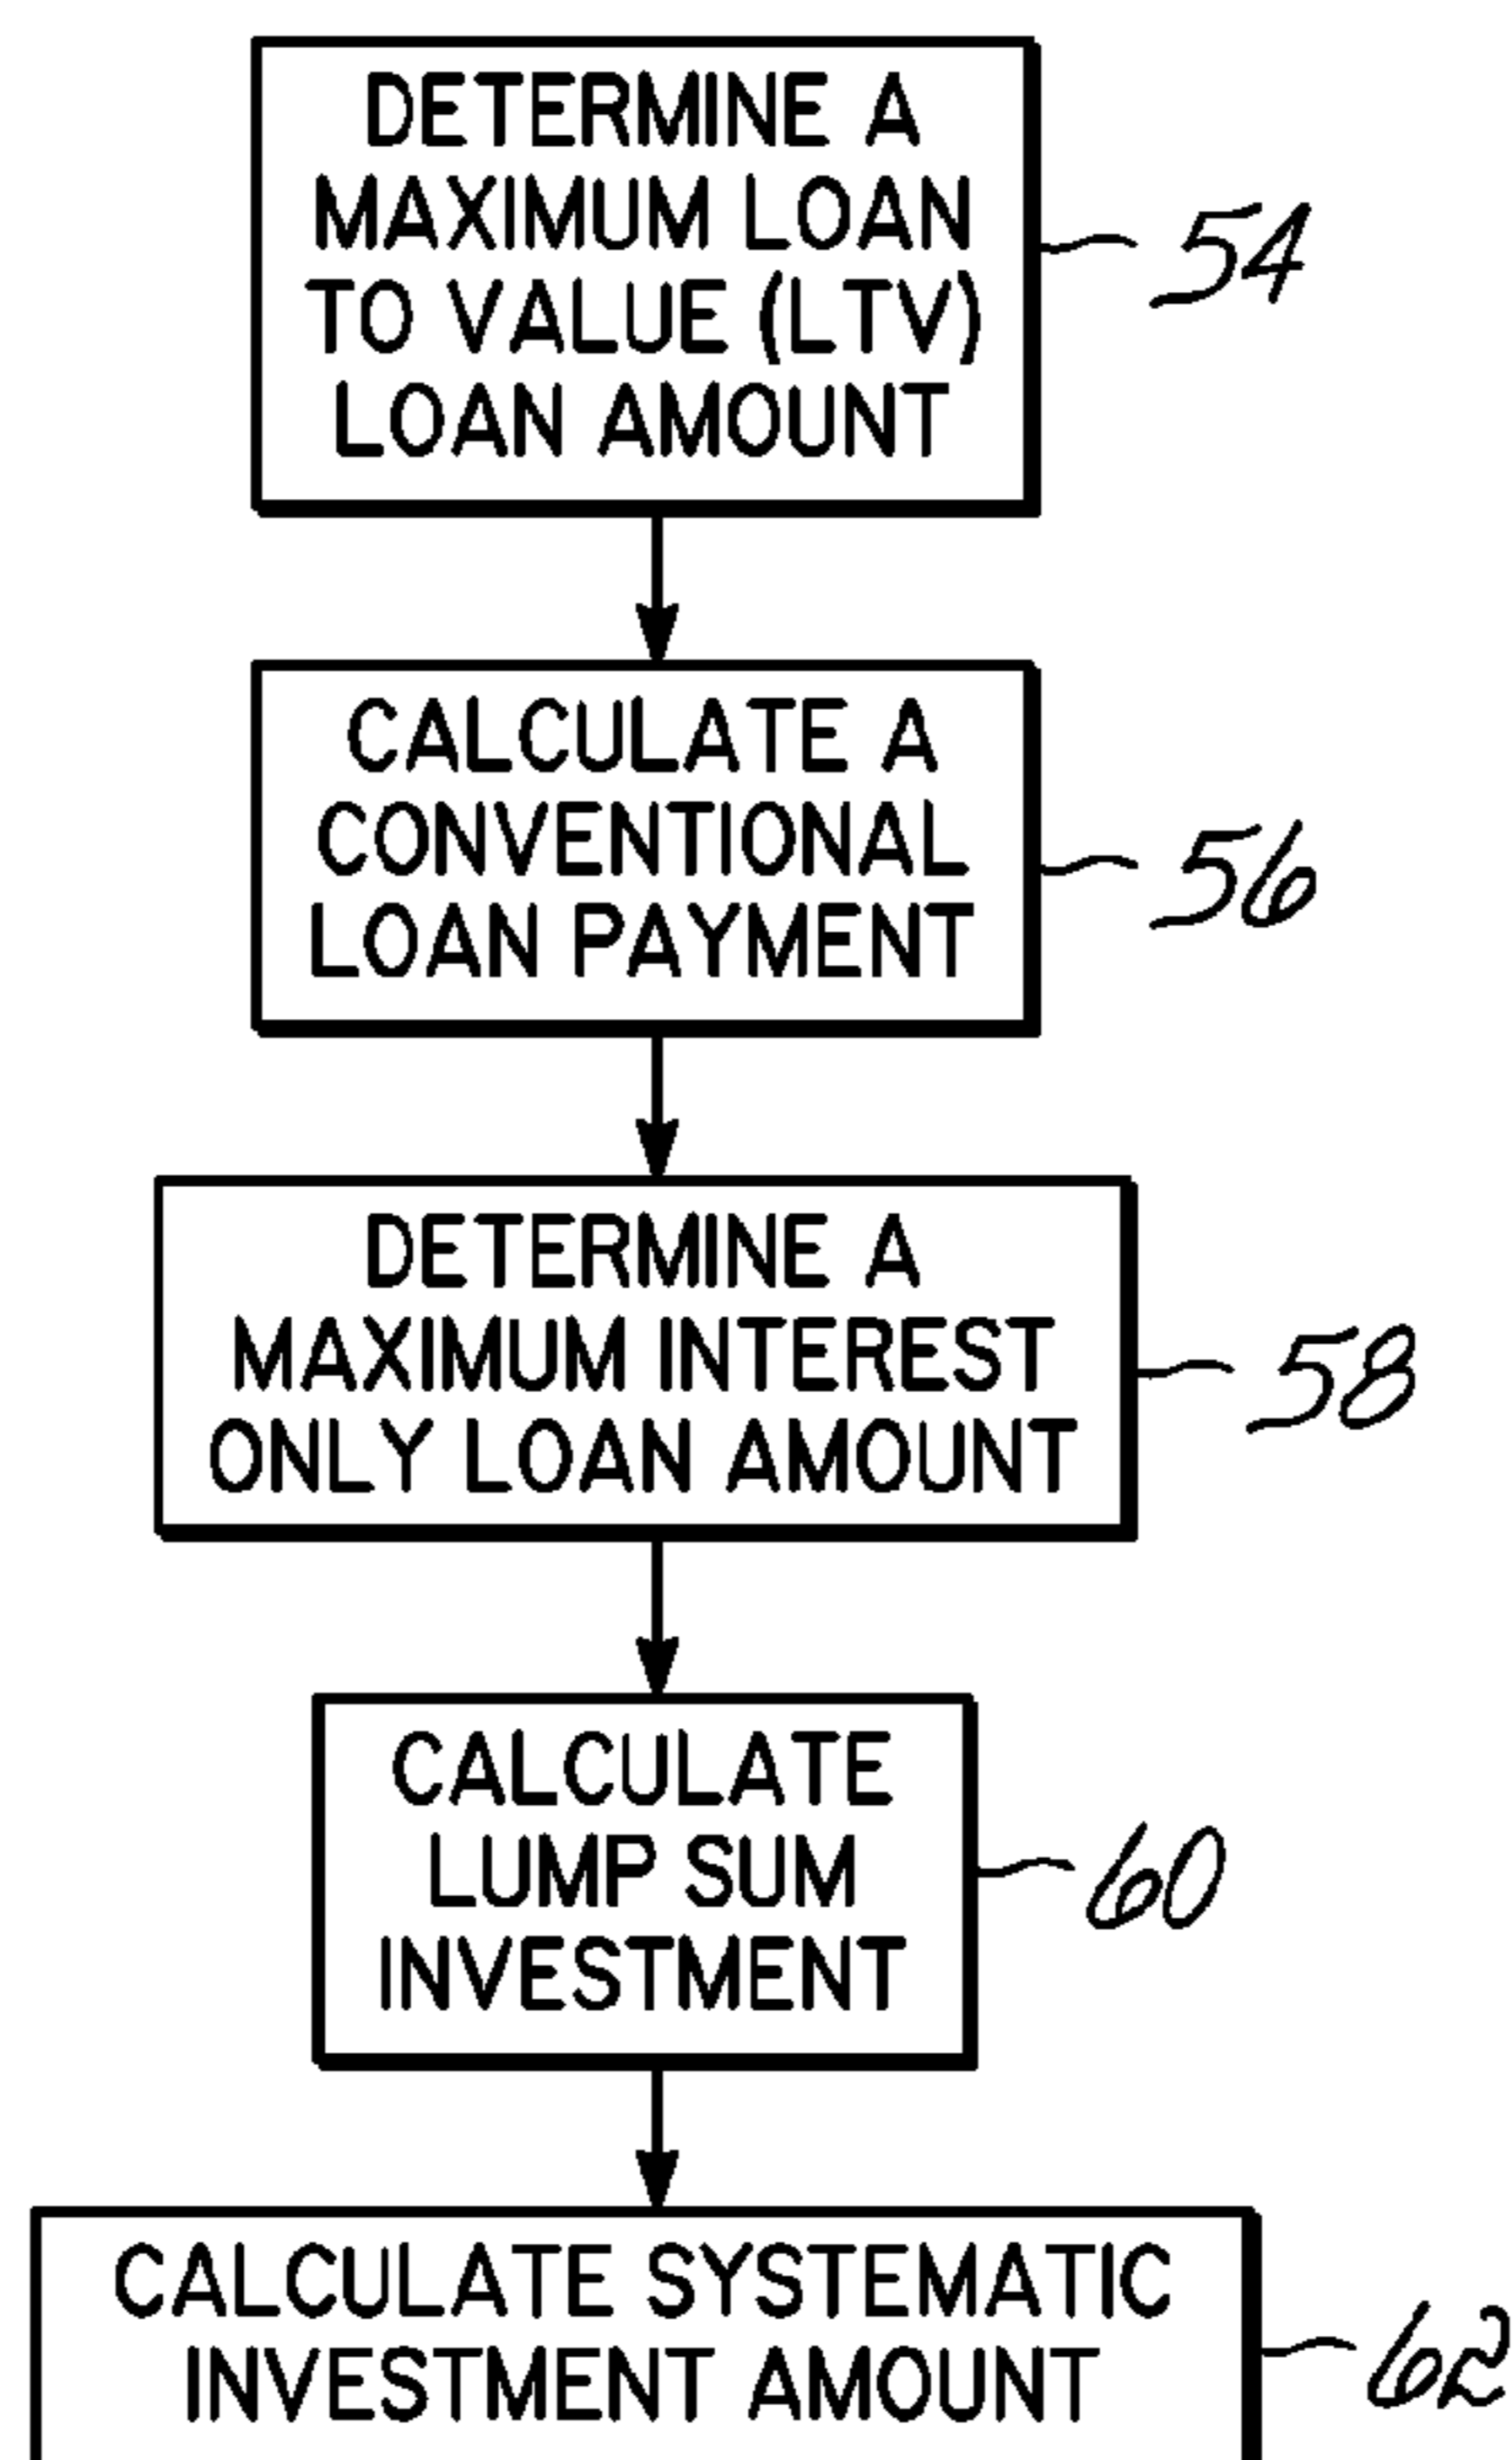 DETERMINE A
MAXIMUM LOAN
TO VALUE (LTV)
LOAN AMOUNT
54
CALCULATE A
CONVENTIONAL
LOAN PAYMENT
56
DETERMINE A
MAXIMUM INTEREST
ONLY LOAN AMOUNT
58
CALCULATE
LUMP SUM
INVESTMENT
60
CALCULATE SYSTEMATIC
INVESTMENT AMOUNT
62